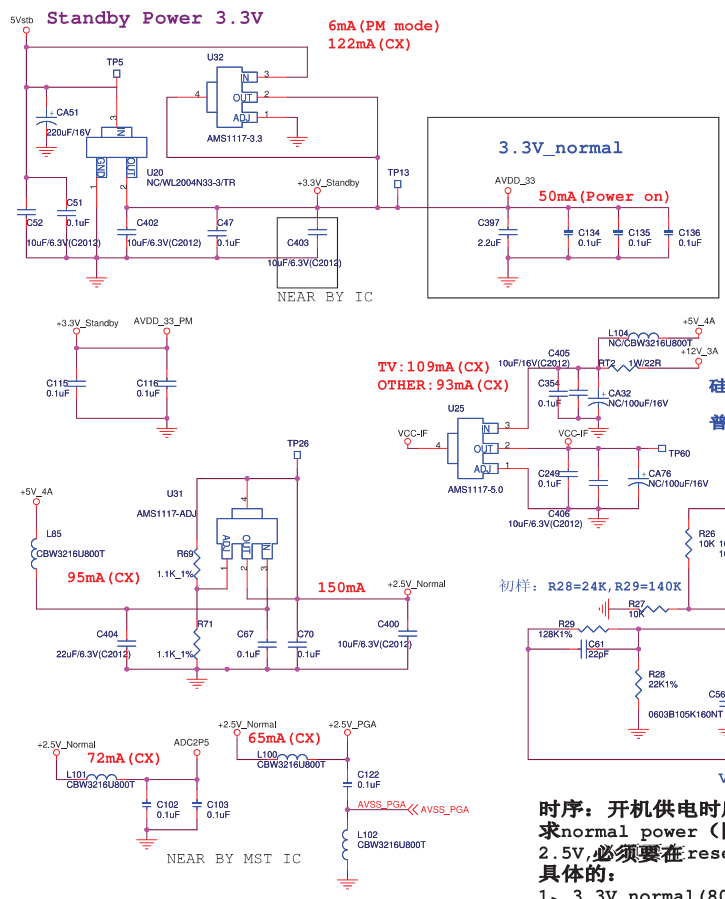 Standby Power 3.3V
5Vstb
6mA(PM mode)
122mA(CX)
TP5
U32
IN 3
OUT 2
ADJ 1
4
AMS1117-3.3
CA51
220uF/16V
3
IN
GND
OUT
1
2
U20
NC/WL2004N33-3/TR
3.3V_normal
+3.3V_Standby
TP13
AVDD_33
50mA(Power on)
C52
10uF/6.3V(C2012)
C51
0.1uF
C402
10uF/6.3V(C2012)
C47
0.1uF
C403
10uF/6.3V(C2012)
C397
2.2uF
C134
0.1uF
C135
0.1uF
C136
0.1uF
NEAR BY IC
+3.3V_Standby
AVDD_33_PM
C115
0.1uF
C116
0.1uF
+5V_4A
L104
NC/CBW3216U800T
+12V_3A
TV:109mA(CX)
OTHER:93mA(CX)
C405
10uF/16V(C2012)
RT2
1W/22R
C354
0.1uF
CA32
NC/100uF/16V
硅
普
U25
VCC-IF
4
IN 3
OUT 2
ADJ 1
AMS1117-5.0
VCC-IF
TP60
C249
0.1uF
CA76
NC/100uF/16V
C406
10uF/6.3V(C2012)
TP26
U31
AMS1117-ADJ
4
ADJ
OUT
IN
1
2
3
+5V_4A
L85
CBW3216U800T
R69
1.1K_1%
95mA(CX)
150mA
+2.5V_Normal
R26
10K
初样: R28=24K,R29=140K
R27
10K
R29
128K1%
C61
22pF
R28
22K1%
C56
0603B105K160NT
C404
22uF/6.3V(C2012)
R71
1.1K_1%
C67
0.1uF
C70
0.1uF
C400
10uF/6.3V(C2012)
+2.5V_Normal
72mA(CX)
ADC2P5
L101
CBW3216U800T
C102
0.1uF
C103
0.1uF
NEAR BY MST IC
+2.5V_Normal
65mA(CX)
+2.5V_PGA
L100
CBW3216U800T
C122
0.1uF
AVSS_PGA
AVSS_PGA
L102
CBW3216U800T
V
时序: 开机供电时
求normal power
2.5V,必须要在rese
具体的:
1、3.3V normal(80